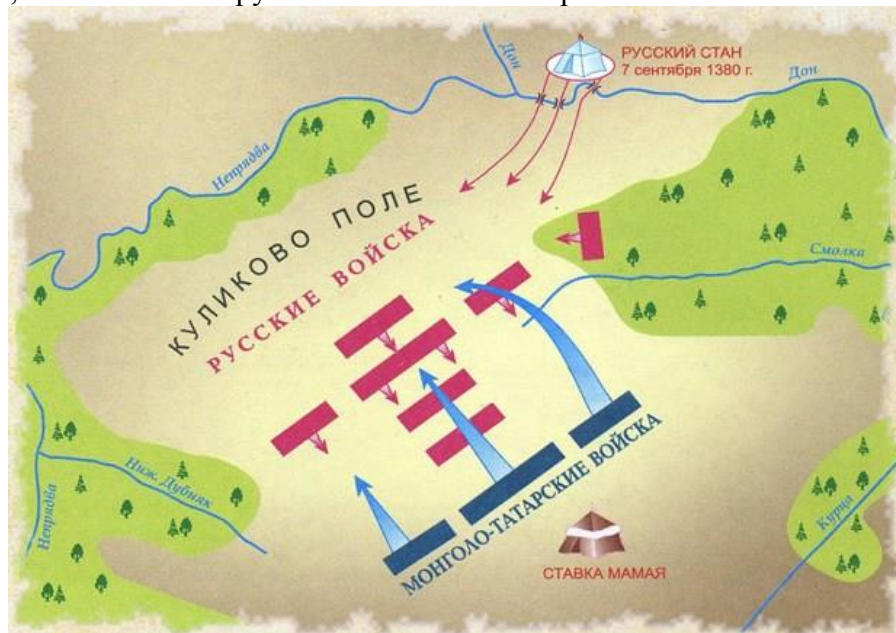 Дон
РУССКИЙ СТАН
7 сентября 1380 г.
Дон
Непрядва
КУЛИКОВО ПОЛЕ
РУССКИЕ ВОЙСКА
Смолка
Ниж. Дубняк
Непрядва
МОНГОЛО-ТАТАРСКИЕ ВОЙСКА
Курца
СТАВКА МАМАЯ